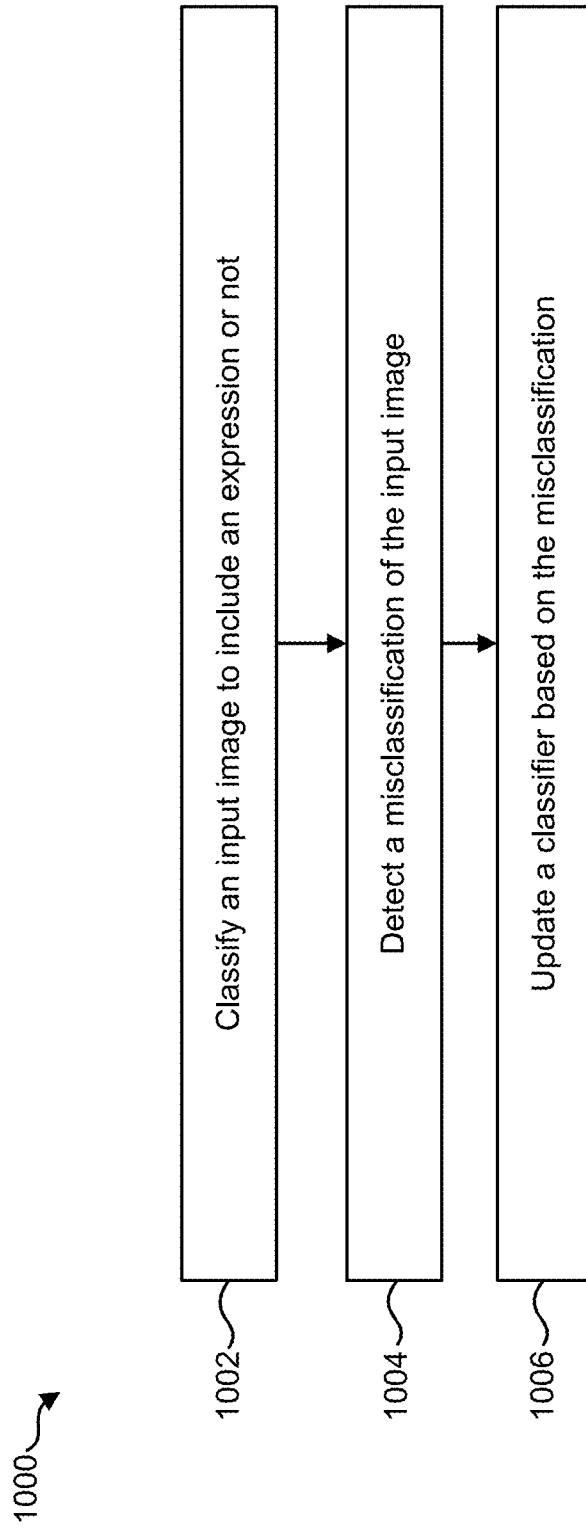 1000
1002
Classify an input image to include an expression or not
1004
Detect a misclassification of the input image
1006
Update a classifier based on the misclassification